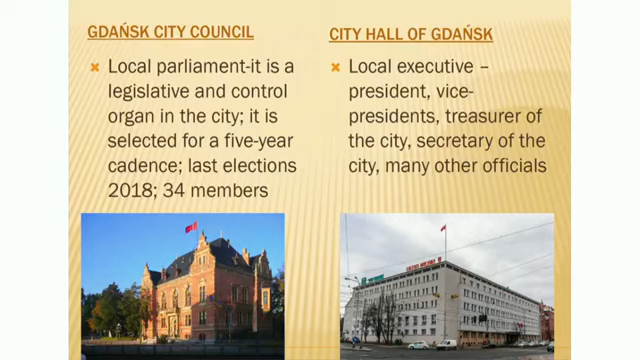 GDAŃSK CITY COUNCIL
Local parliament-it is a
legislative and control
organ in the city; it is
selected for a five-year
cadence; last elections
2018; 34 members
CITY HALL OF GDAŃSK
Local executive –
president, vice-
presidents, treasurer of
the city, secretary of the
city, many other officials